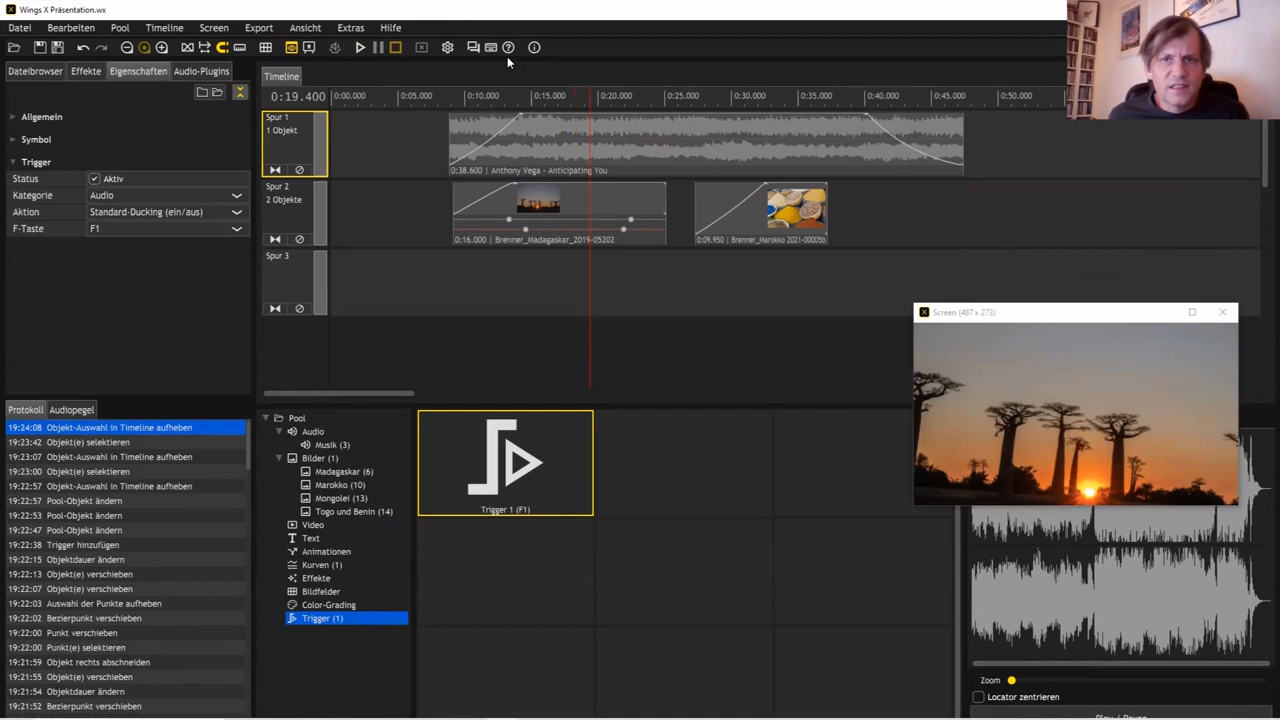 Wings X Präsentation.wx
Datei Bearbeiten Pool Timeline Screen Export Ansicht Extras Hilfe
Dateibrowser Effekte Eigenschaften Audio-Plugins
Allgemein
Symbol
Trigger
Status Aktiv
Kategorie Audio
Aktion Standard-Ducking (ein/aus)
F-Taste F1
Timeline
0:19.400 0:00.000 0:05.000 0:10.000 0:15.000 0:20.000 0:25.000 0:30.000 0:35.000 0:40.000 0:45.000
Spur 1
1 Objekt
0:38.600 | Anthony Vega - Anticipating You
Spur 2
2 Objekte
0:16.000 | Brenner_Madagaskar_2019-05202
0:09.950 | Brenner_Marokko 2021-00005b
Spur 3
Screen (487 x 273)
Protokoll Audiopegel
19:24:08 Objekt-Auswahl in Timeline aufheben
19:23:42 Objekt(e) selektieren
19:23:07 Objekt-Auswahl in Timeline aufheben
19:23:00 Objekt(e) selektieren
19:22:57 Objekt-Auswahl in Timeline aufheben
19:22:57 Pool-Objekt ändern
19:22:53 Pool-Objekt ändern
19:22:47 Pool-Objekt ändern
19:22:38 Trigger hinzufügen
19:22:15 Objektdauer ändern
19:22:13 Objekt(e) verschieben
19:22:07 Objekt(e) verschieben
19:22:03 Auswahl der Punkte aufheben
19:22:02 Bezierpunkt verschieben
19:22:00 Punkt verschieben
19:22:00 Punkt(e) selektieren
19:21:59 Objekt rechts abschneiden
19:21:55 Objekt(e) verschieben
19:21:54 Objektdauer ändern
19:21:52 Bezierpunkt verschieben
Pool
Audio
Musik (3)
Bilder (1)
Madagaskar (6)
Marokko (10)
Mongolei (13)
Togo und Benin (14)
Video
Text
Animationen
Kurven (1)
Effekte
Bildfelder
Color-Grading
Trigger (1)
Trigger 1 (F1)
Zoom
Locator zentrieren
Play / Pause